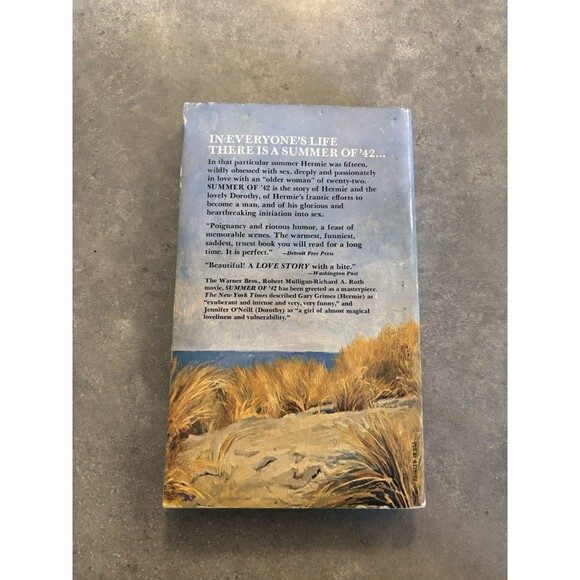 IN EVERYONE'S LIFE
THERE IS A SUMMER OF '42...
In that particular summer Hermie was fifteen,
wildly obsessed with sex, deeply and passionately
in love with an "older woman" of twenty-two.
SUMMER OF '42 is the story of Hermie and the
lovely Dorothy, of Hermie's frantic efforts to
become a man, and of his glorious and
heartbreaking initiation into sex.
"Poignancy and riotous humor, a feast of
memorable scenes. The warmest, funniest,
saddest, truest book you will read for a long
time. It is perfect." —Detroit Free Press
"Beautiful! A LOVE STORY with a bite."
—Washington Post
The Warner Bros., Robert Mulligan-Richard A. Roth
movie, SUMMER OF '42 has been greeted as a masterpiece.
The New York Times described Gary Grimes (Hermie) as
"exuberant and intense and very, very funny," and
Jennifer O'Neill (Dorothy) as "a girl of almost magical
loveliness and vulnerability."
PRINTED IN USA